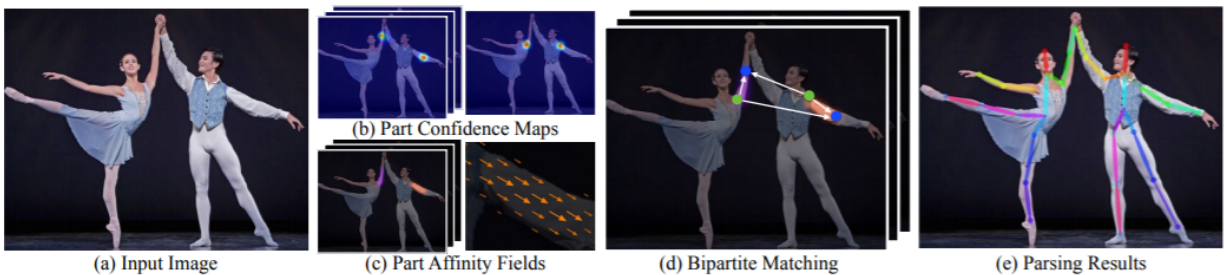 (a) Input Image
(b) Part Confidence Maps
(c) Part Affinity Fields
(d) Bipartite Matching
(e) Parsing Results